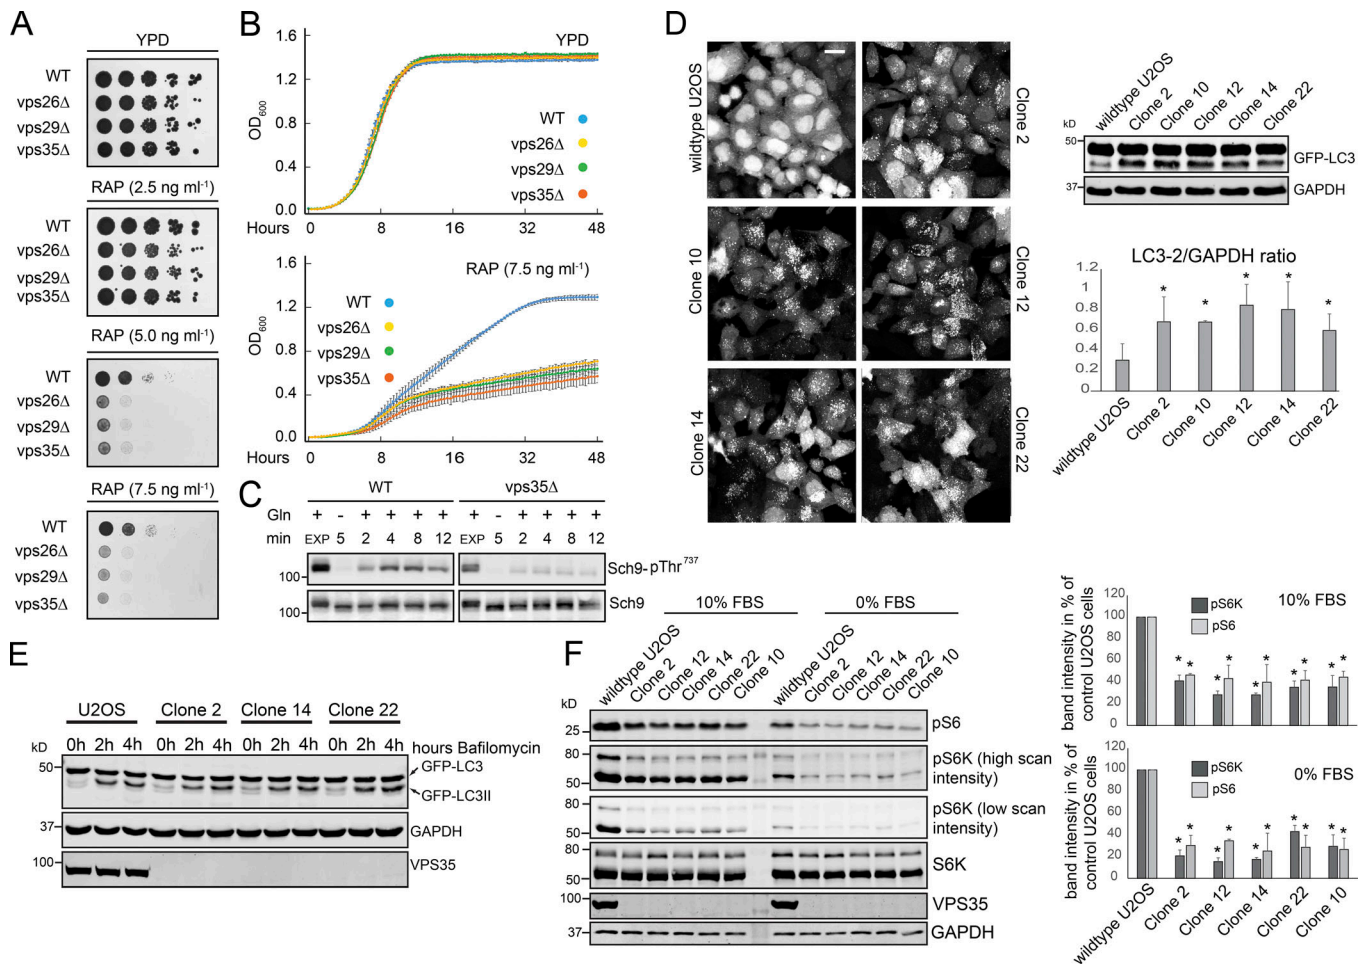 A
YPD
WT
vps26Δ
vps29Δ
vps35Δ
RAP (2.5 ng ml-1)
WT
vps26Δ
vps29Δ
vps35Δ
RAP (5.0 ng ml-1)
WT
vps26Δ
vps29Δ
vps35Δ
RAP (7.5 ng ml-1)
WT
vps26Δ
vps29Δ
vps35Δ
B
1.6
1.2
0.8
0.4
0.0
OD600
YPD
WT
vps26Δ
vps29Δ
vps35Δ
Hours 0 8 16 32 48
1.6
1.2
0.8
0.4
0.0
OD600
RAP (7.5 ng ml-1)
WT
vps26Δ
vps29Δ
vps35Δ
Hours 0 8 16 32 48
C
WT vps35Δ
Gln + - + + + + + - + + + +
min EXP 5 2 4 8 12 EXP 5 2 4 8 12
100 Sch9-pThr737
100 Sch9
D
wildtype U2OS
Clone 2
Clone 10
Clone 12
Clone 14
Clone 22
wildtype U2OS Clone 2 Clone 10 Clone 12 Clone 14 Clone 22
kD
50 GFP-LC3
37 GAPDH
LC3-2/GAPDH ratio
1.2
1
0.8
0.6
0.4
0.2
0
* * * * *
wildtype U2OS Clone 2 Clone 10 Clone 12 Clone 14 Clone 22
E
U2OS Clone 2 Clone 14 Clone 22
kD 0h 2h 4h 0h 2h 4h 0h 2h 4h 0h 2h 4h hours Bafilomycin
50 GFP-LC3
GFP-LC3II
37 GAPDH
100 VPS35
F
10% FBS 0% FBS
wildtype U2OS Clone 2 Clone 12 Clone 14 Clone 22 Clone 10 wildtype U2OS Clone 2 Clone 12 Clone 14 Clone 22 Clone 10
kD
25 pS6
80 pS6K (high scan
50 intensity)
80 pS6K (low scan
50 intensity)
80 S6K
50
100 VPS35
37 GAPDH
band intensity in % of
control U2OS cells
120
100
80
60
40
20
0
pS6K
pS6
10% FBS
* * * * * * * * * *
band intensity in % of
control U2OS cells
120
100
80
60
40
20
0
pS6K
pS6
0% FBS
* * * * * * * * * *
wildtype U2OS Clone 2 Clone 12 Clone 14 Clone 22 Clone 10